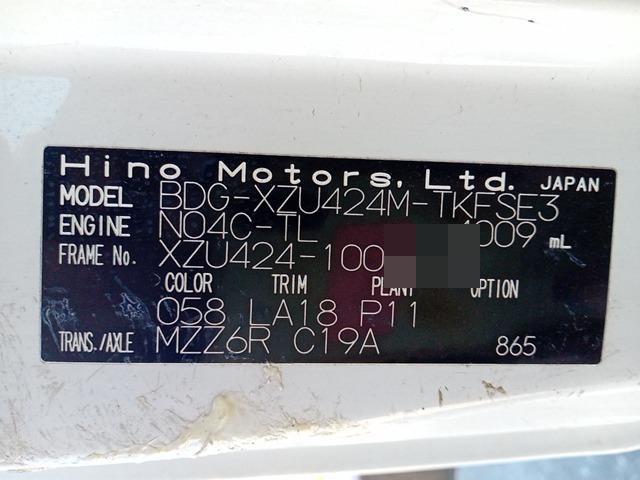 Hino Motors, Ltd. JAPAN
MODEL BDG-XZU424M-TKFSE3
ENGINE N04C-TL 4009 mL
FRAME No. XZU424-100
COLOR TRIM PLANT OPTION
058 LA18 P11
TRANS./AXLE MZZ6R C19A 865